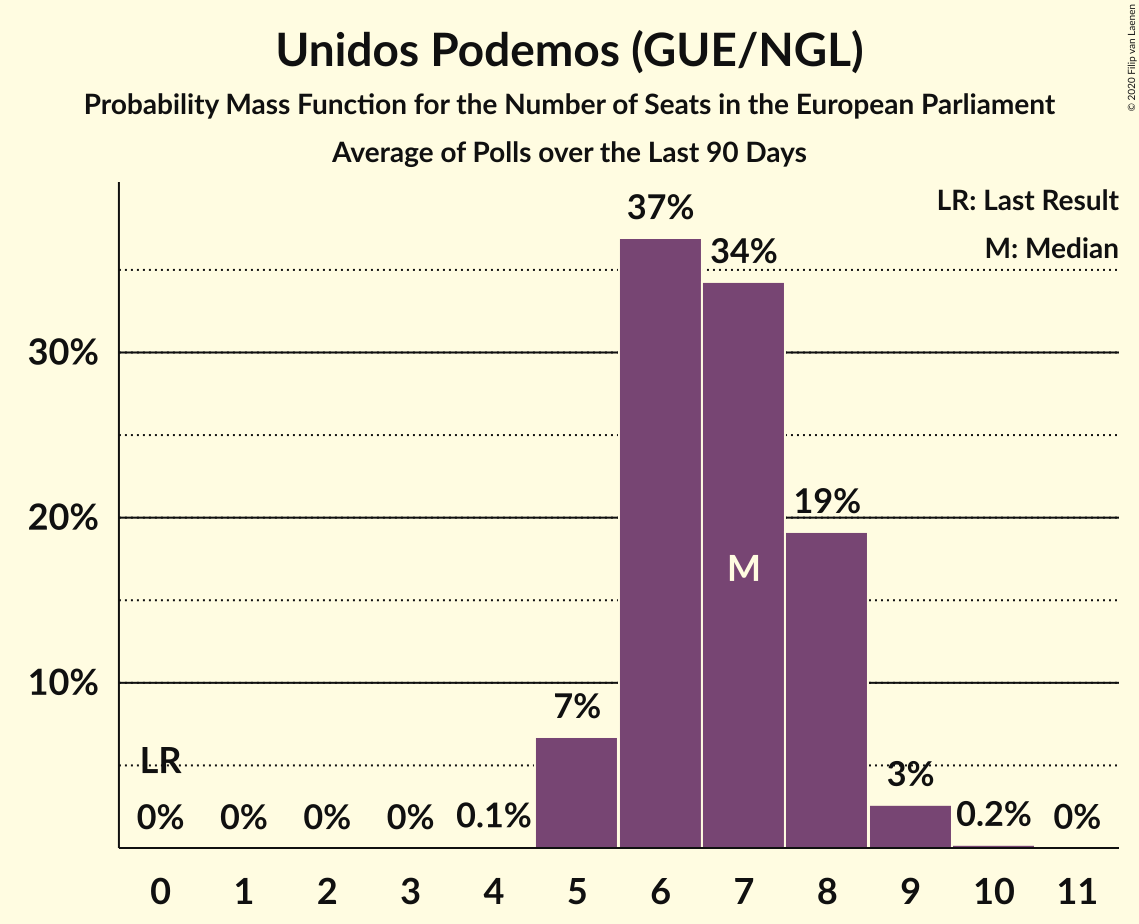 Unidos Podemos (GUE/NGL)
Probability Mass Function for the Number of Seats in the European Parliament
Average of Polls over the Last 90 Days
© 2020 Filip van Laenen
LR: Last Result
M: Median
37%
34%
30%
20%
19%
M
10%
7%
LR
3%
0% 0% 0% 0% 0.1% 0.2% 0%
0 1 2 3 4 5 6 7 8 9 10 11